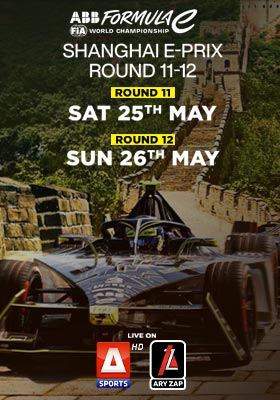 ABB FORMULA e
FIA WORLD CHAMPIONSHIP
SHANGHAI E-PRIX
ROUND 11-12
ROUND 11
SAT 25TH MAY
ROUND 12
SUN 26TH MAY
LIVE ON
A SPORTS HD
ARY ZAP